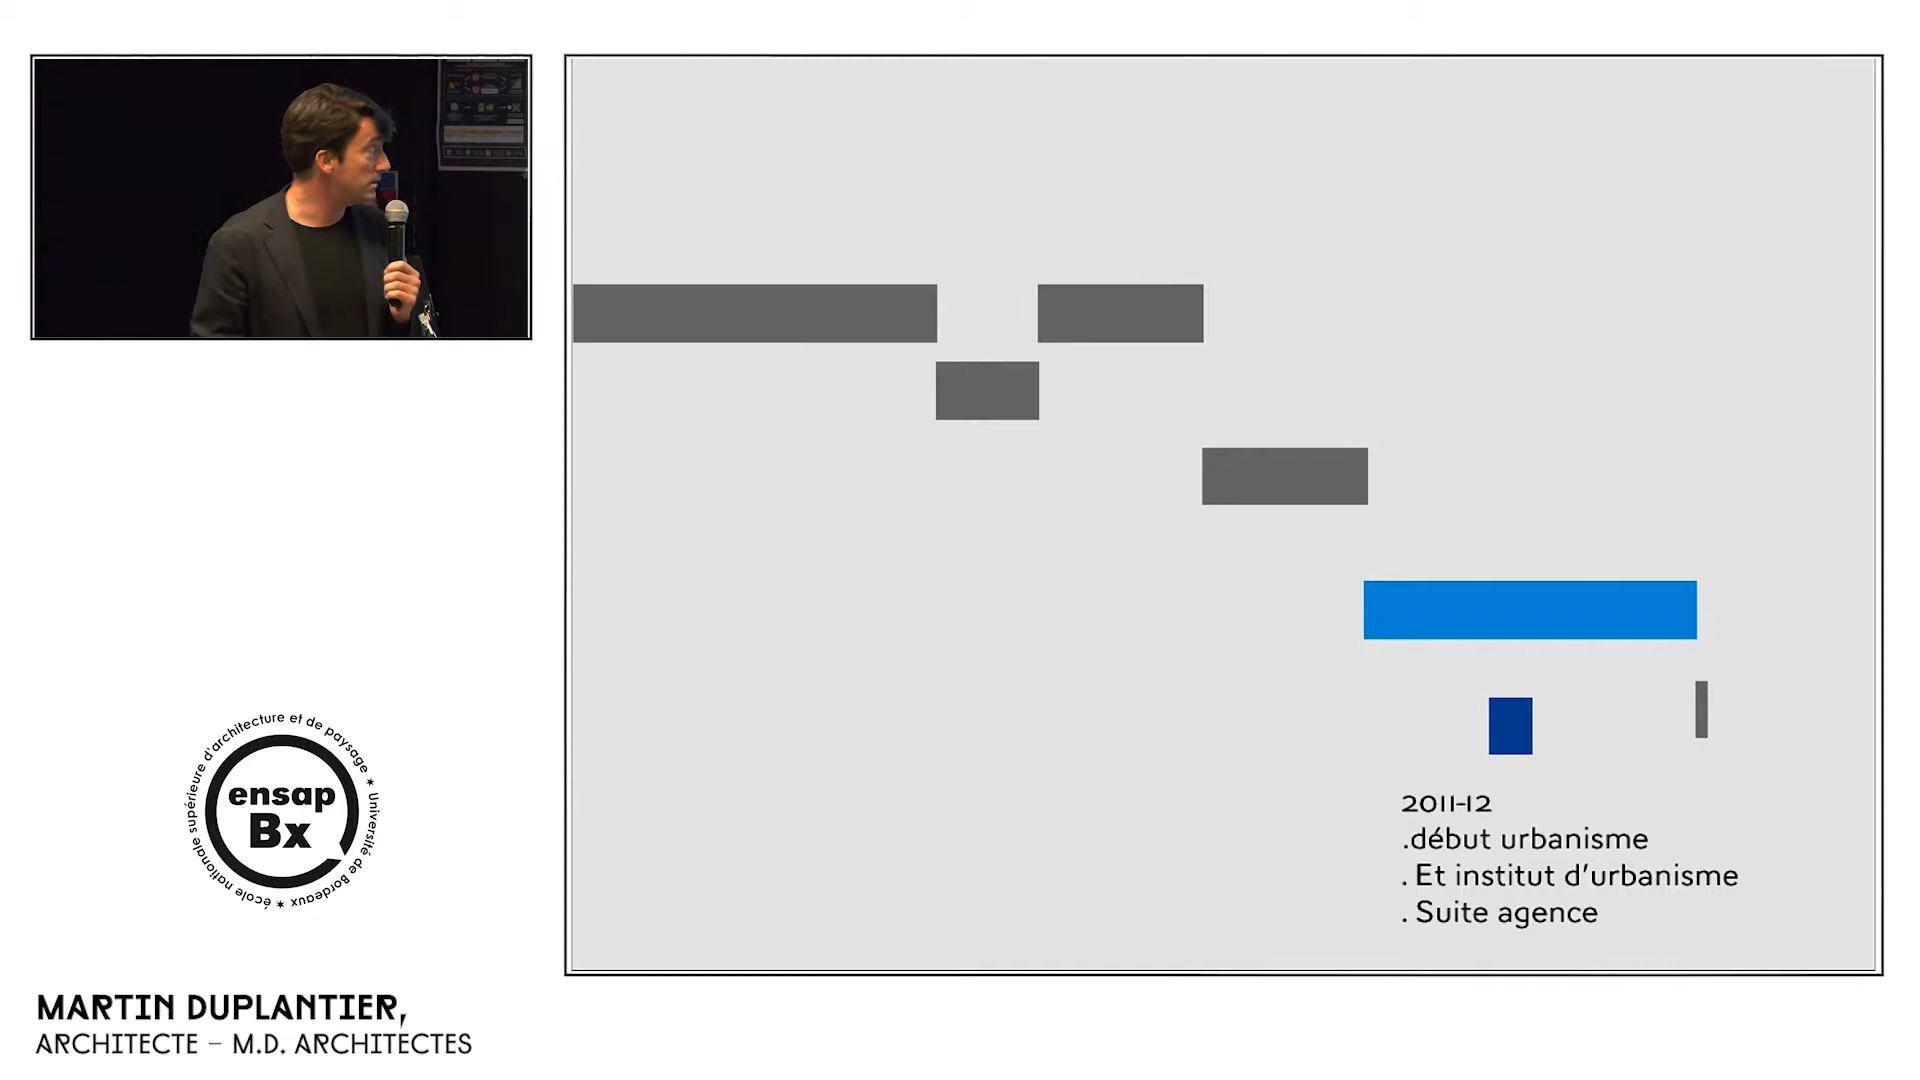 2011-12
.début urbanisme
. Et institut d'urbanisme
. Suite agence
école nationale supérieure d'architecture et de paysage * Université de Bordeaux *
ensap
Bx
MARTIN DUPLANTIER,
ARCHITECTE – M.D. ARCHITECTES